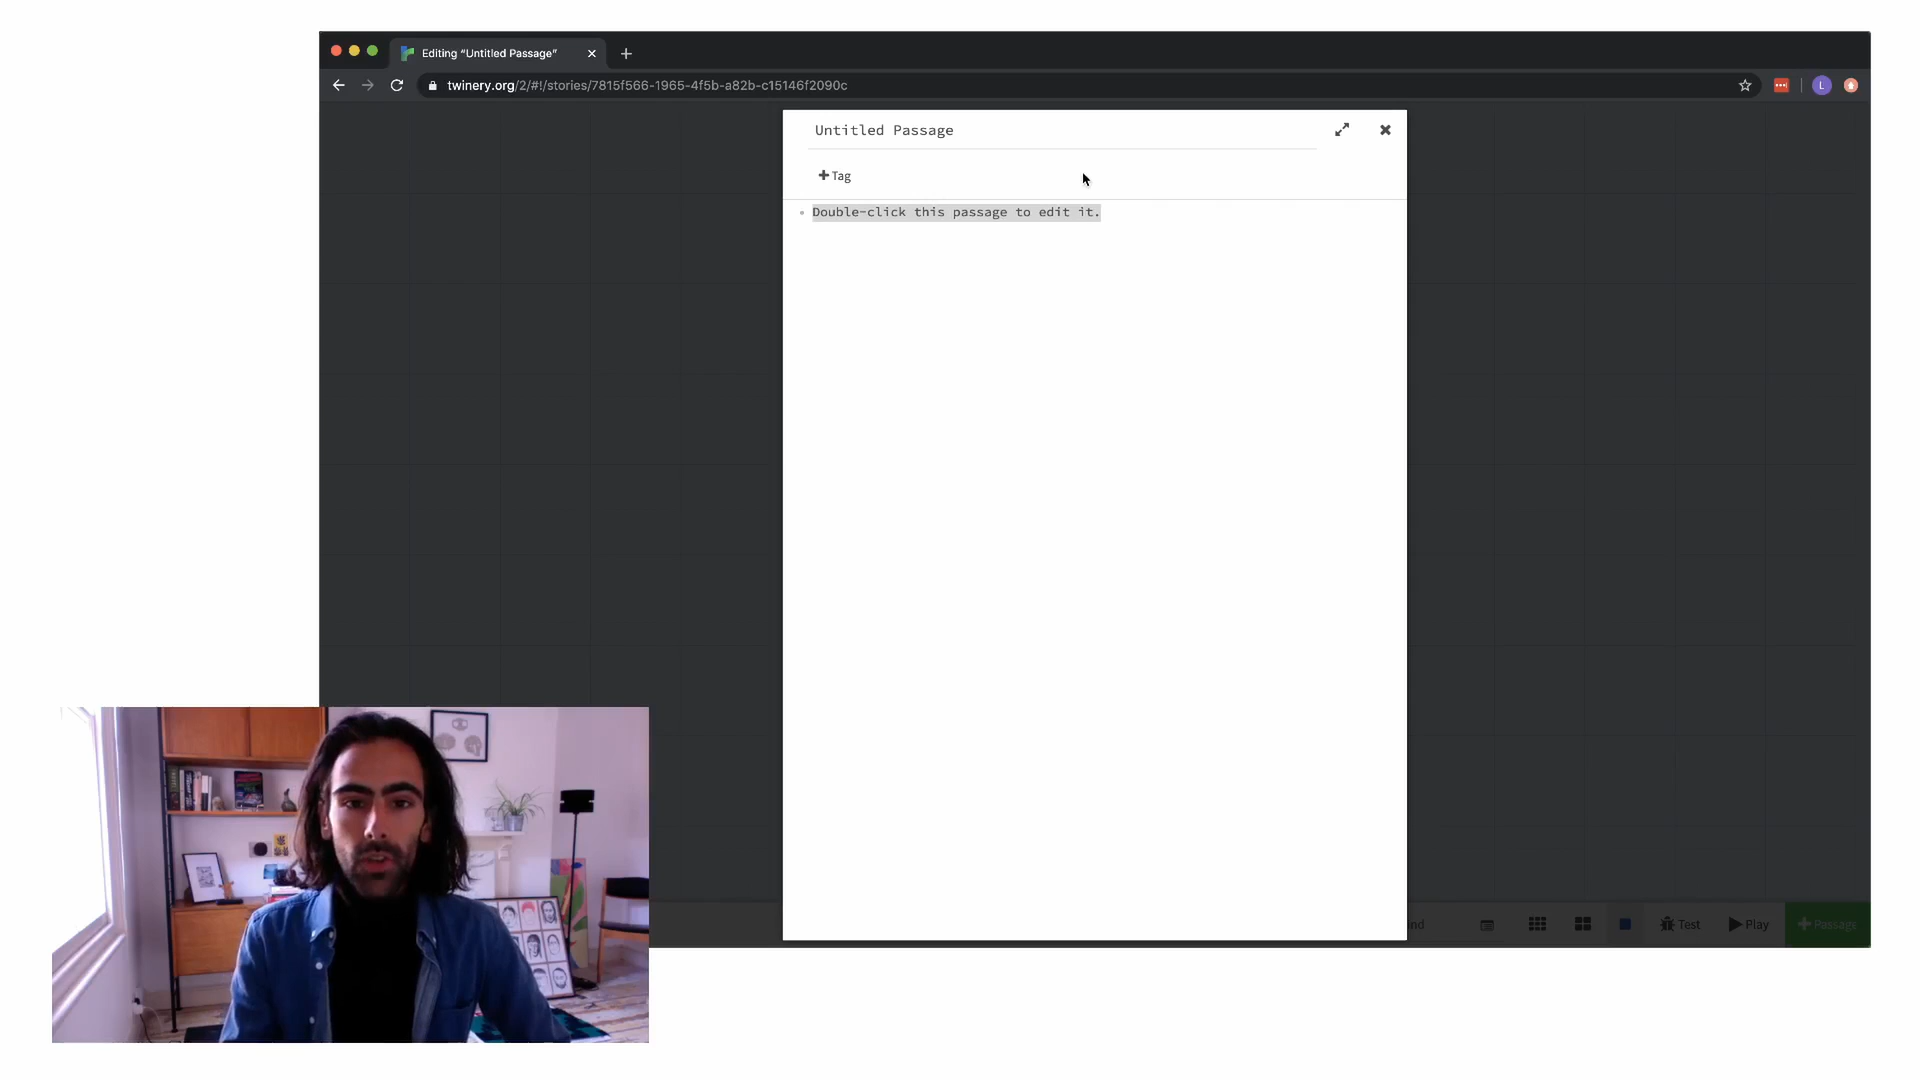 Editing “Untitled Passage”
twinery.org/2/#!/stories/7815f566-1965-4f5b-a82b-c15146f2090c
L
Untitled Passage
Tag
Double-click this passage to edit it.
Test
Play
Passage